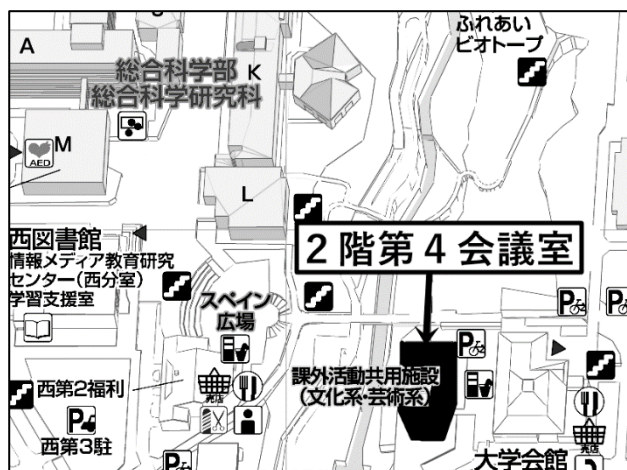 A
総合科学部
総合科学研究科
K
ふれあい
ビオトープ
M
AED
L
2階第4会議室
西図書館
情報メディア教育研究
センター(西分室)
学習支援室
スペイン
広場
P
P
西第2福利
売店
課外活動共用施設
(文化系・芸術系)
P
P
西第3駐
P
売店
大学会館